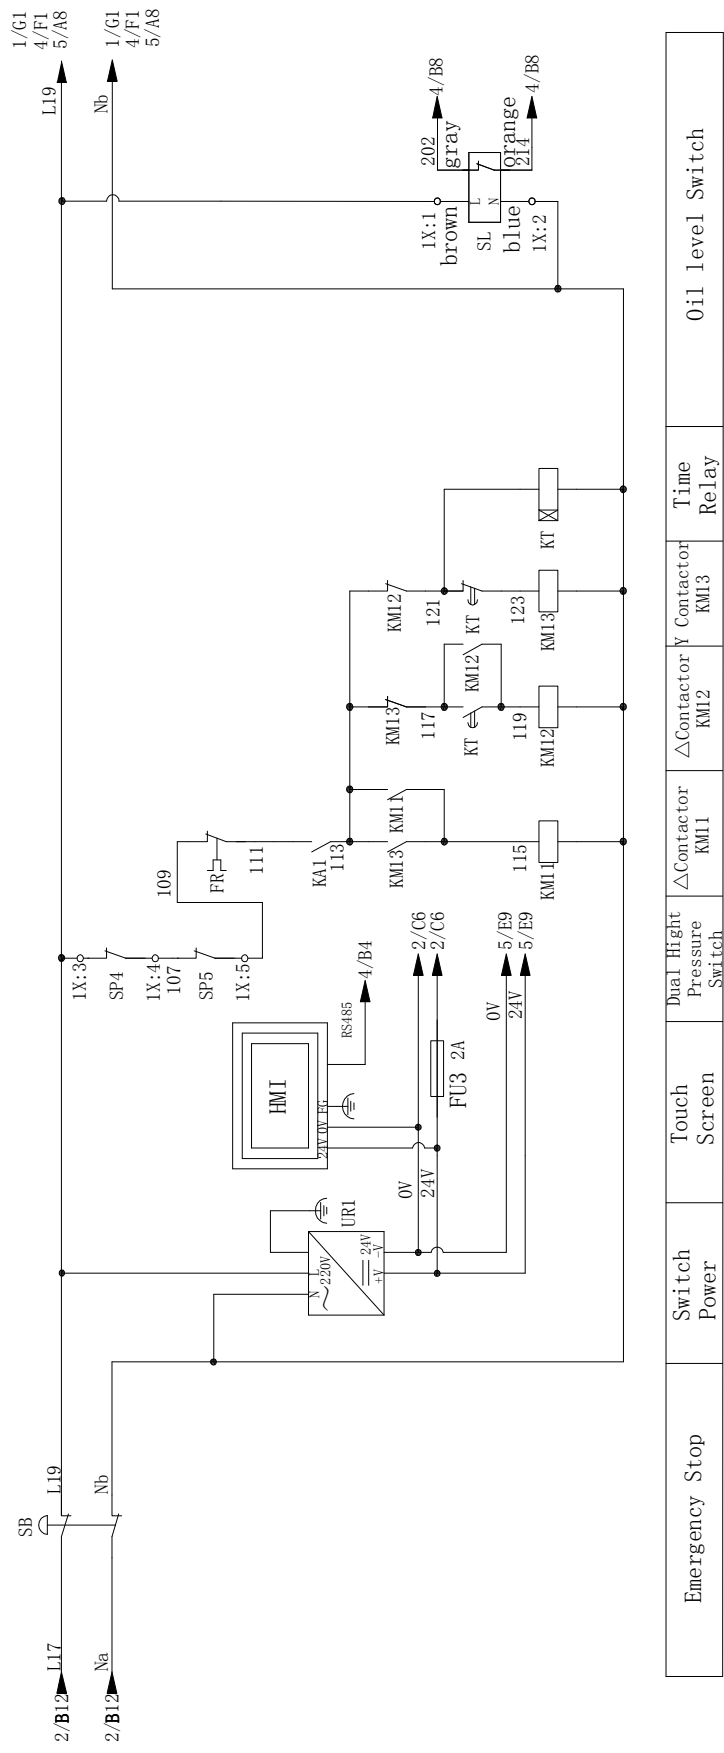 2/B12
L17
SB
L19
2/B12
Na
Nb
L19
1/G1
4/F1
5/A8
Nb
1/G1
4/F1
5/A8
N
L
220V
24V
+V
-V
UR1
HMI
24V
0V
FG
RS485
4/B4
0V
24V
FU3
2A
2/C6
2/C6
0V
24V
5/E9
5/E9
1X:3
SP4
1X:4
107
SP5
1X:5
109
FR
111
KA1
113
KM13
KM11
115
KM11
KM13
117
KT
KM12
119
KM12
KM12
121
KT
123
KM13
KT
1X:1
brown
L
N
SL
blue
1X:2
202
gray
4/B8
orange
214
4/B8
Emergency Stop
Switch
Power
Touch
Screen
Dual Hight
Pressure
Switch
△Contactor
KM11
△Contactor
KM12
Y Contactor
KM13
Time
Relay
Oil level Switch